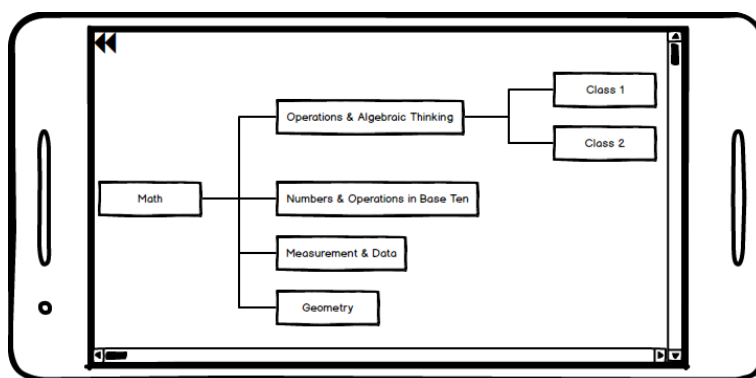 Class 1
Operations & Algebraic Thinking
Class 2
Math
Numbers & Operations in Base Ten
Measurement & Data
Geometry